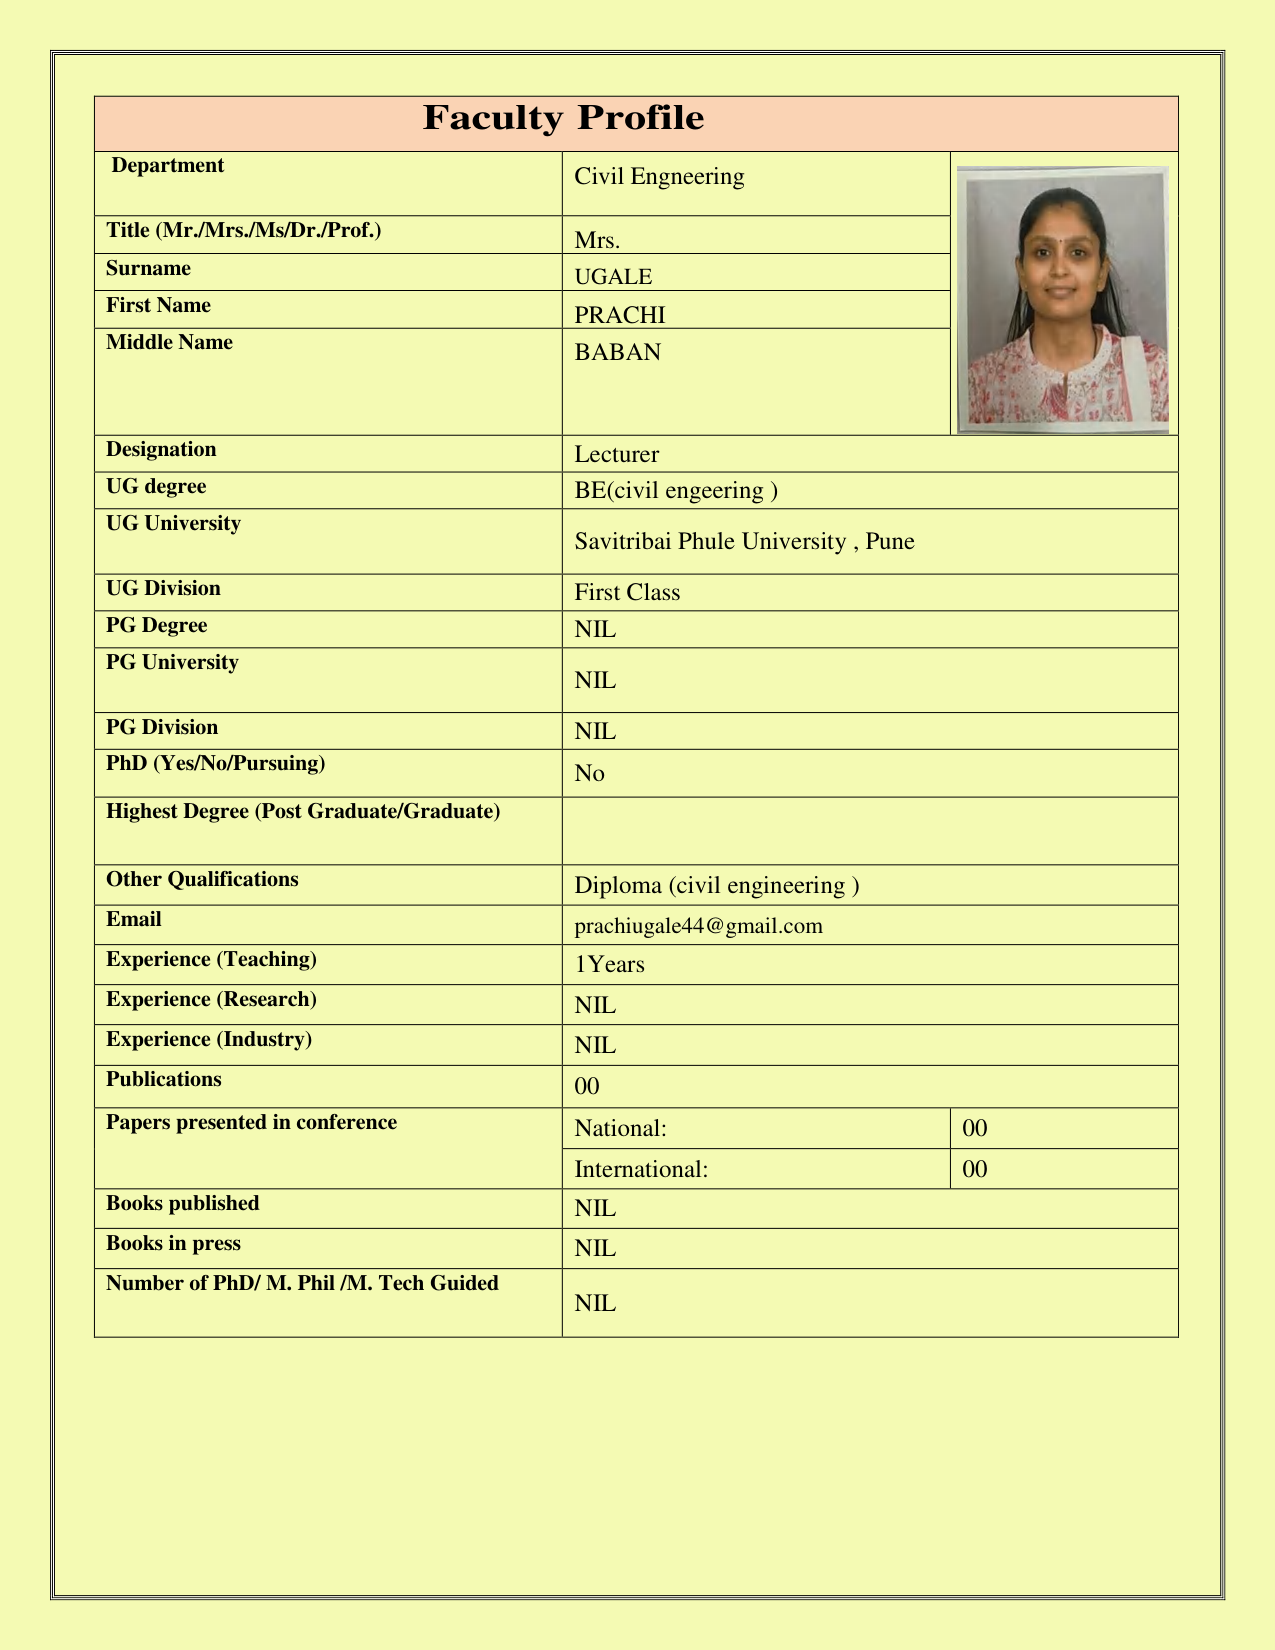 Faculty Profile
Department
Civil Engneering
Title (Mr./Mrs./Ms/Dr./Prof.)
Mrs.
Surname
UGALE
First Name
PRACHI
Middle Name
BABAN
Designation
Lecturer
UG degree
BE(civil engeering )
UG University
Savitribai Phule University , Pune
UG Division
First Class
PG Degree
NIL
PG University
NIL
PG Division
NIL
PhD (Yes/No/Pursuing)
No
Highest Degree (Post Graduate/Graduate)
Other Qualifications
Diploma (civil engineering )
Email
prachiugale44@gmail.com
Experience (Teaching)
1Years
Experience (Research)
NIL
Experience (Industry)
NIL
Publications
00
Papers presented in conference
National:
00
International:
00
Books published
NIL
Books in press
NIL
Number of PhD/ M. Phil /M. Tech Guided
NIL